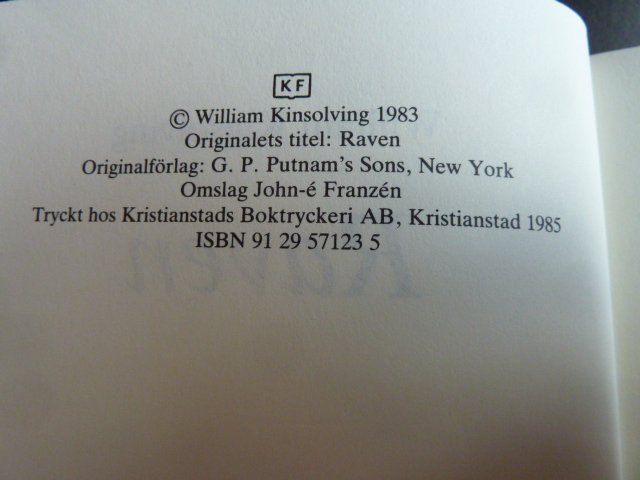 KF
© William Kinsolving 1983
Originalets titel: Raven
Originalförlag: G. P. Putnam's Sons, New York
Omslag John-é Franzén
Tryckt hos Kristianstads Boktryckeri AB, Kristianstad 1985
ISBN 91 29 57123 5
Raven